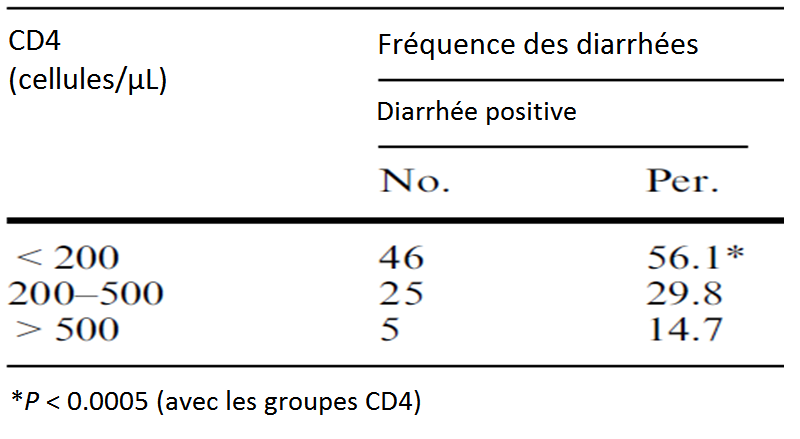 CD4 Fréquence des diarrhées
(cellules/µL)
Diarrhée positive
No. Per.
< 200 46 56.1*
200–500 25 29.8
> 500 5 14.7
*P < 0.0005 (avec les groupes CD4)